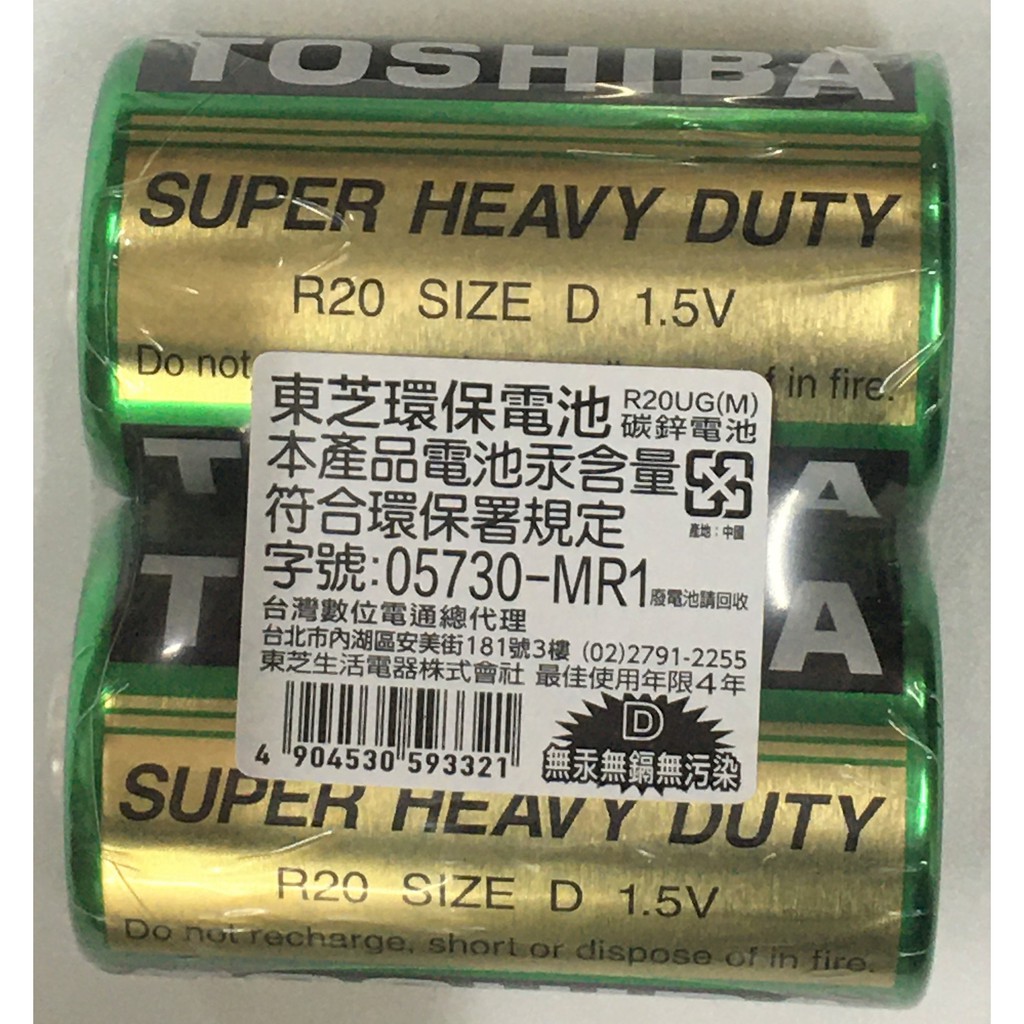 TOSHIBA
SUPER HEAVY DUTY
R20 SIZE D 1.5V
Do not
of in fire.
東芝環保電池 R20UG(M)
碳鋅電池
本產品電池汞含量
符合環保署規定
產地：中國
字號:05730-MR1 廢電池請回收
台灣數位電通總代理
台北市內湖區安美街181號3樓 (02)2791-2255
東芝生活電器株式會社 最佳使用年限4年
D
無汞無鎘無污染
4 904530 593321
T A
T A
SUPER HEAVY DUTY
R20 SIZE D 1.5V
Do not recharge, short or dispose of in fire.